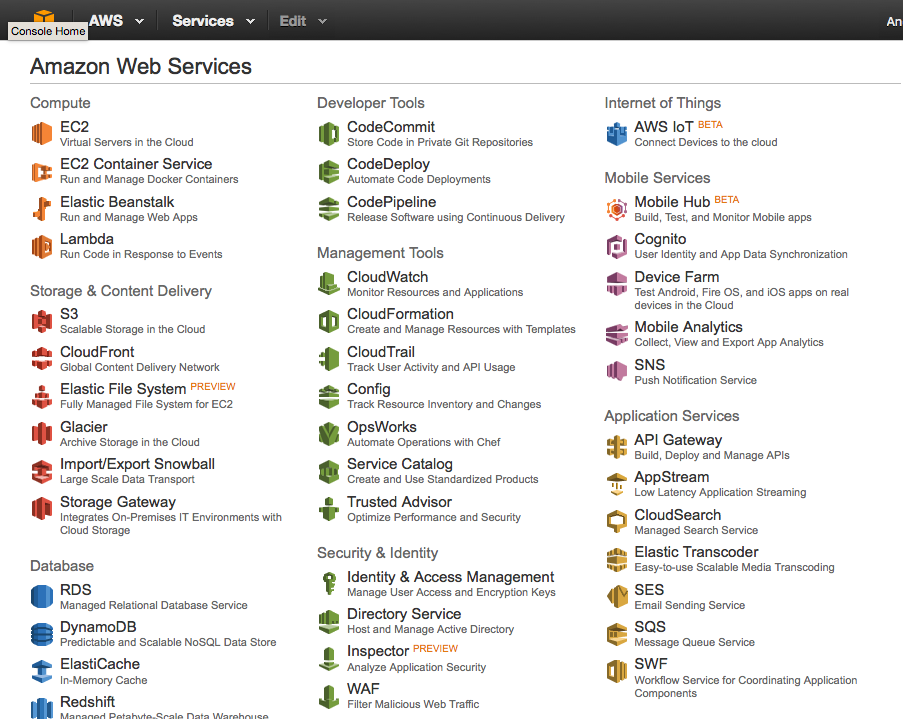 AWS
Services
Edit
An
Console Home
Amazon Web Services
Compute
EC2
Virtual Servers in the Cloud
EC2 Container Service
Run and Manage Docker Containers
Elastic Beanstalk
Run and Manage Web Apps
Lambda
Run Code in Response to Events
Storage & Content Delivery
S3
Scalable Storage in the Cloud
CloudFront
Global Content Delivery Network
Elastic File System PREVIEW
Fully Managed File System for EC2
Glacier
Archive Storage in the Cloud
Import/Export Snowball
Large Scale Data Transport
Storage Gateway
Integrates On-Premises IT Environments with
Cloud Storage
Database
RDS
Managed Relational Database Service
DynamoDB
Predictable and Scalable NoSQL Data Store
ElastiCache
In-Memory Cache
Redshift
Managed Petabyte-Scale Data Warehouse
Developer Tools
CodeCommit
Store Code in Private Git Repositories
CodeDeploy
Automate Code Deployments
CodePipeline
Release Software using Continuous Delivery
Management Tools
CloudWatch
Monitor Resources and Applications
CloudFormation
Create and Manage Resources with Templates
CloudTrail
Track User Activity and API Usage
Config
Track Resource Inventory and Changes
OpsWorks
Automate Operations with Chef
Service Catalog
Create and Use Standardized Products
Trusted Advisor
Optimize Performance and Security
Security & Identity
Identity & Access Management
Manage User Access and Encryption Keys
Directory Service
Host and Manage Active Directory
Inspector PREVIEW
Analyze Application Security
WAF
Filter Malicious Web Traffic
Internet of Things
AWS IoT BETA
Connect Devices to the cloud
Mobile Services
Mobile Hub BETA
Build, Test, and Monitor Mobile apps
Cognito
User Identity and App Data Synchronization
Device Farm
Test Android, Fire OS, and iOS apps on real
devices in the Cloud
Mobile Analytics
Collect, View and Export App Analytics
SNS
Push Notification Service
Application Services
API Gateway
Build, Deploy and Manage APIs
AppStream
Low Latency Application Streaming
CloudSearch
Managed Search Service
Elastic Transcoder
Easy-to-use Scalable Media Transcoding
SES
Email Sending Service
SQS
Message Queue Service
SWF
Workflow Service for Coordinating Application
Components